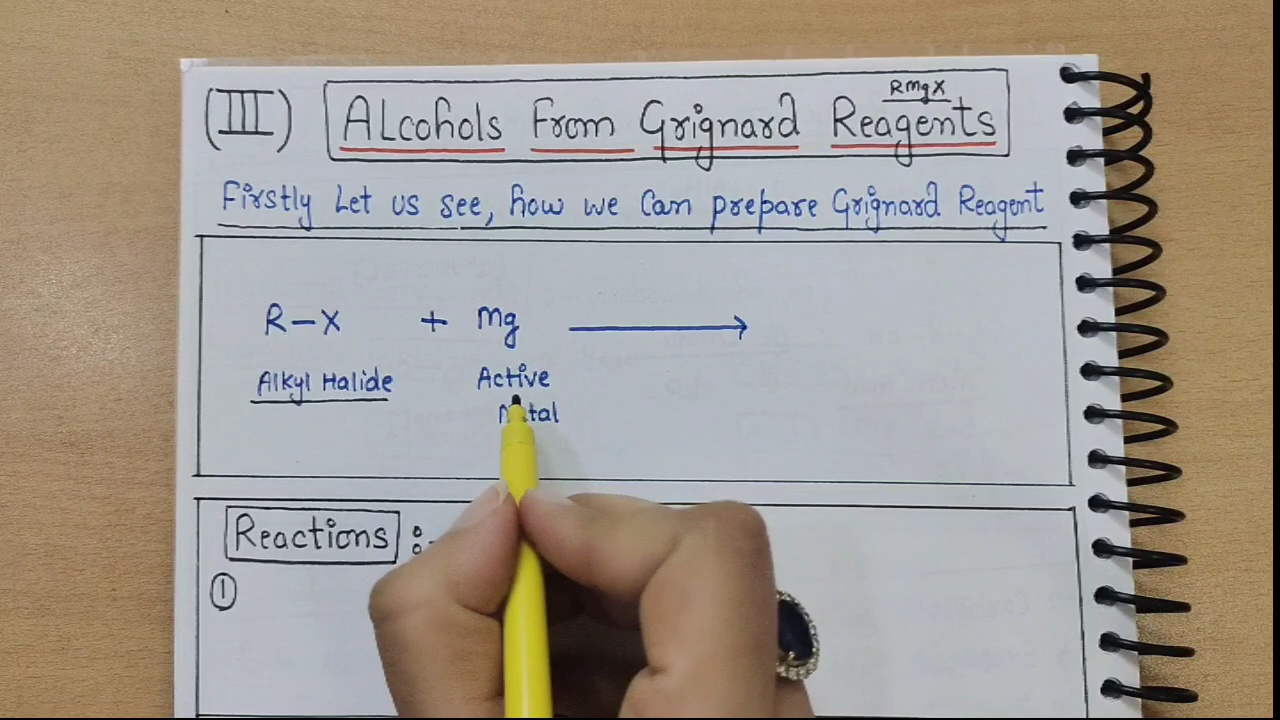 (III) Alcohols From Grignard Reagents
RMgX
Firstly Let us see, how we Can prepare Grignard Reagent
R–X + Mg ⟶
Alkyl Halide Active
Metal
Reactions :-
①